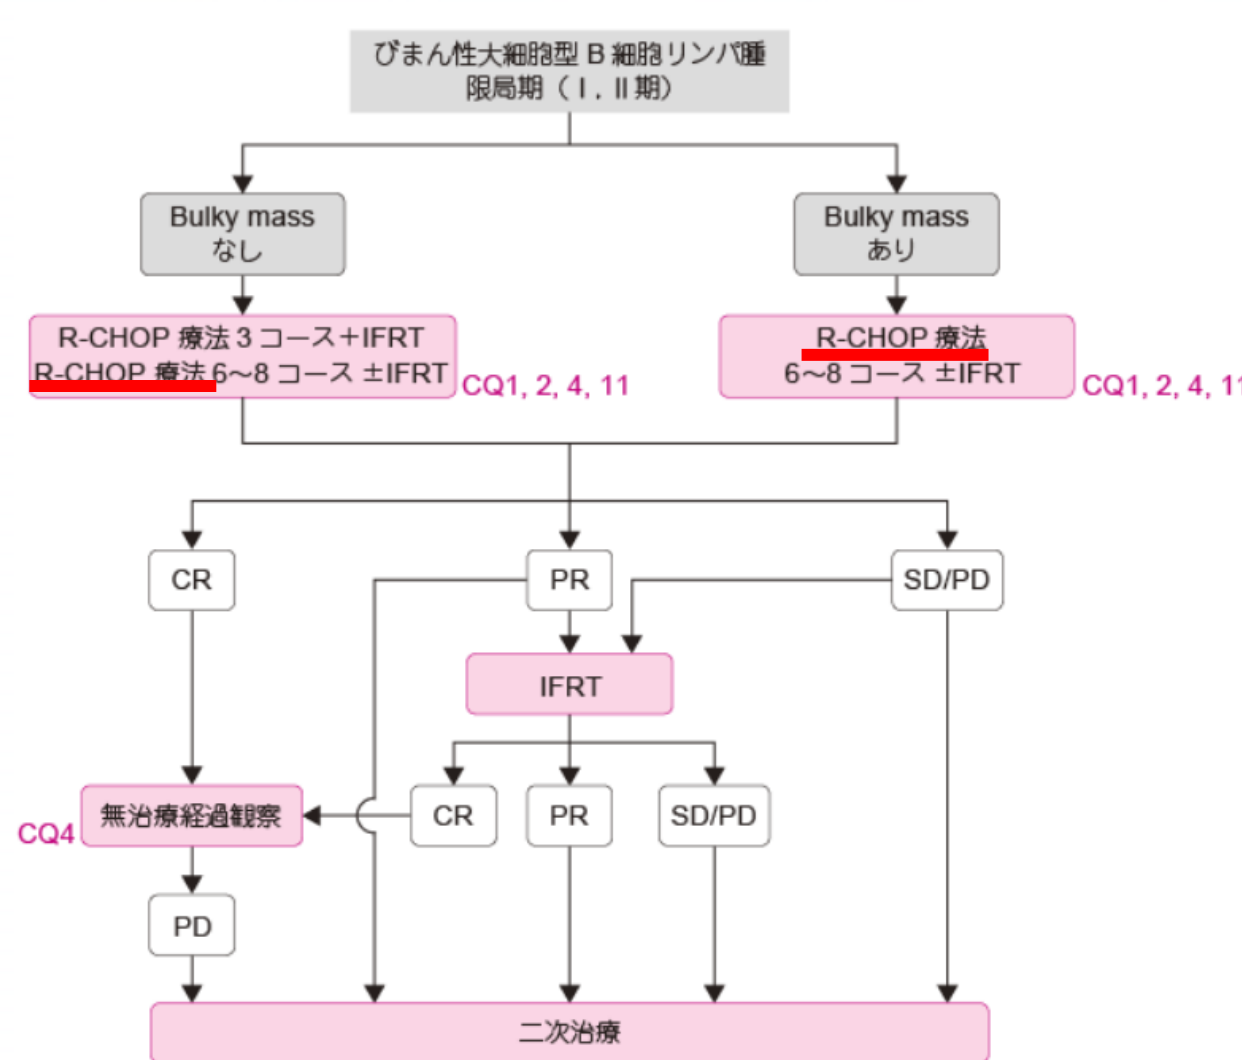 びまん性大細胞型 B 細胞リンパ腫
限局期（Ⅰ, Ⅱ期）
Bulky mass
なし
Bulky mass
あり
R-CHOP 療法 3 コース＋IFRT
R-CHOP 療法 6〜8 コース ±IFRT
CQ1, 2, 4, 11
R-CHOP 療法
6〜8 コース ±IFRT
CQ1, 2, 4, 11
CR
PR
SD/PD
IFRT
無治療経過観察
CQ4
CR
PR
SD/PD
PD
二次治療